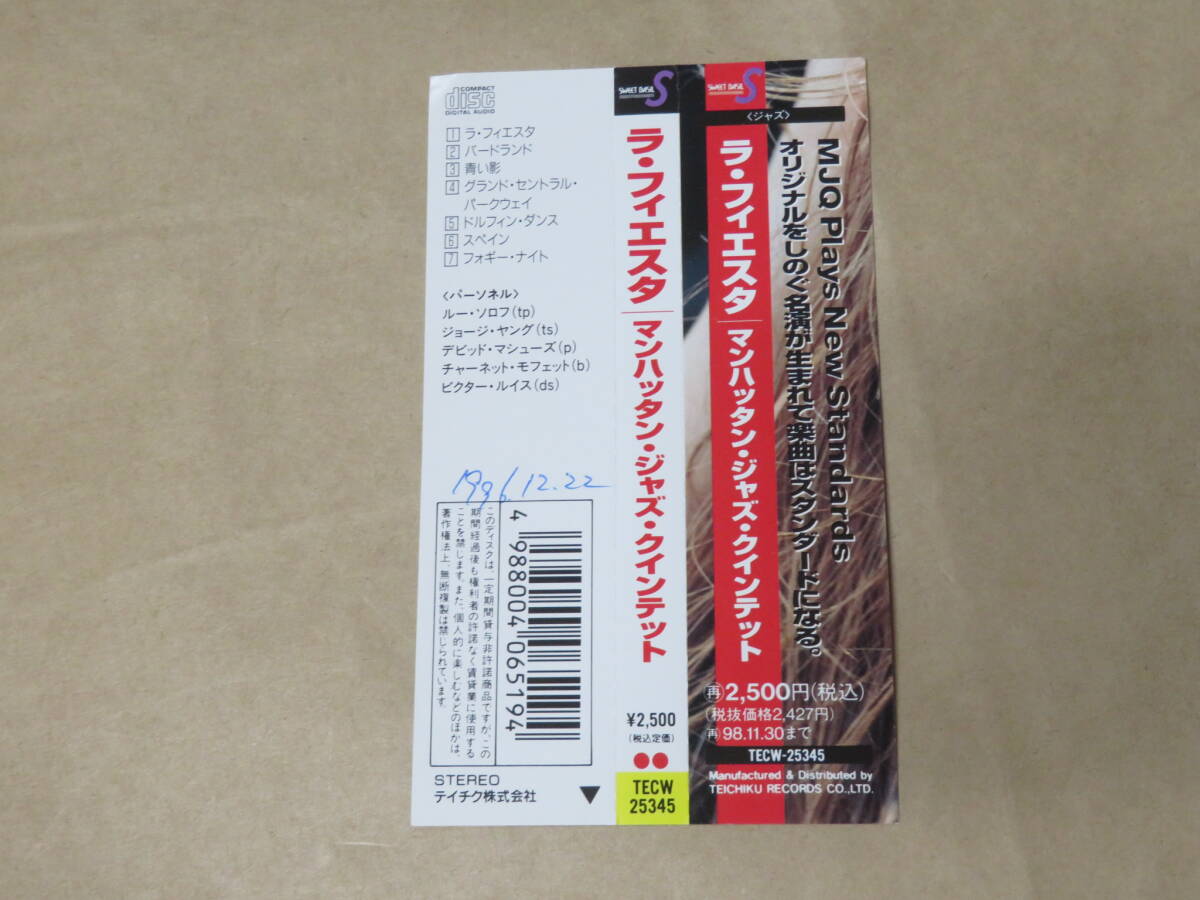 COMPACT
disc
DIGITAL AUDIO
1 ラ・フィエスタ
2 バードランド
3 青い影
4 グランド・セントラル・
パークウェイ
5 ドルフィン・ダンス
6 スペイン
7 フォギー・ナイト
〈パーソネル〉
ルー・ソロフ(tp)
ジョージ・ヤング(ts)
デビッド・マシューズ(p)
チャーネット・モフェット(b)
ビクター・ルイス(ds)
1996.12.22
このディスクは、一定期間貸与非許諾商品ですが、この
期間経過後も権利者の許諾なく賃貸業に使用する
ことを禁じます。また、個人的に楽しむなどのほかは、
著作権法上、無断複製は禁じられています。
4 988004 065194
STEREO
テイチク株式会社
SWEET BASIL S
ラ・フィエスタ
マンハッタン・ジャズ・クインテット
¥2,500
(税込定価)
TECW
25345
SWEET BASIL S
〈ジャズ〉
ラ・フィエスタ
マンハッタン・ジャズ・クインテット
MJQ Plays New Standards
オリジナルをしのぐ名演が生まれて楽曲はスタンダードになる。
再2,500円(税込)
(税抜価格2,427円)
再98.11.30まで
TECW-25345
Manufactured & Distributed by
TEICHIKU RECORDS CO.,LTD.